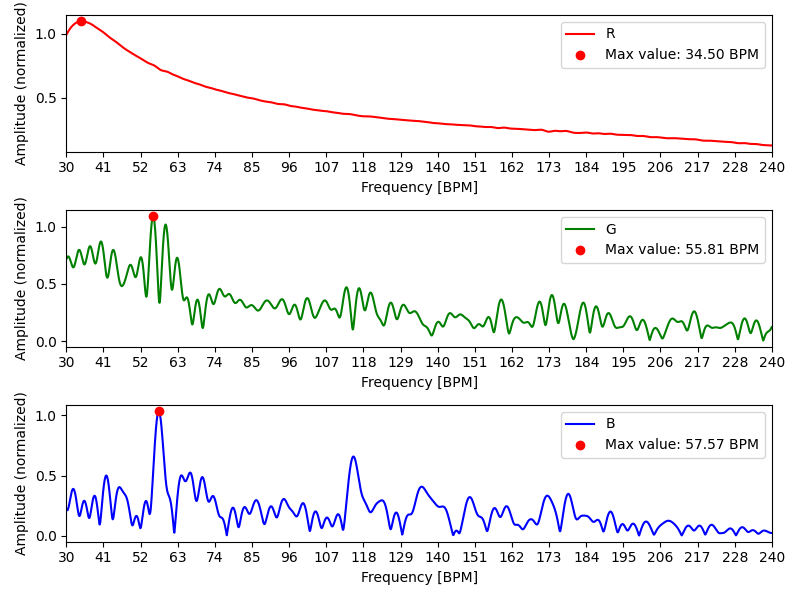 Amplitude (normalized)
1.0
0.5
R
Max value: 34.50 BPM
30 41 52 63 74 85 96 107 118 129 140 151 162 173 184 195 206 217 228 240
Frequency [BPM]
Amplitude (normalized)
1.0
0.5
0.0
G
Max value: 55.81 BPM
30 41 52 63 74 85 96 107 118 129 140 151 162 173 184 195 206 217 228 240
Frequency [BPM]
Amplitude (normalized)
1.0
0.5
0.0
B
Max value: 57.57 BPM
30 41 52 63 74 85 96 107 118 129 140 151 162 173 184 195 206 217 228 240
Frequency [BPM]